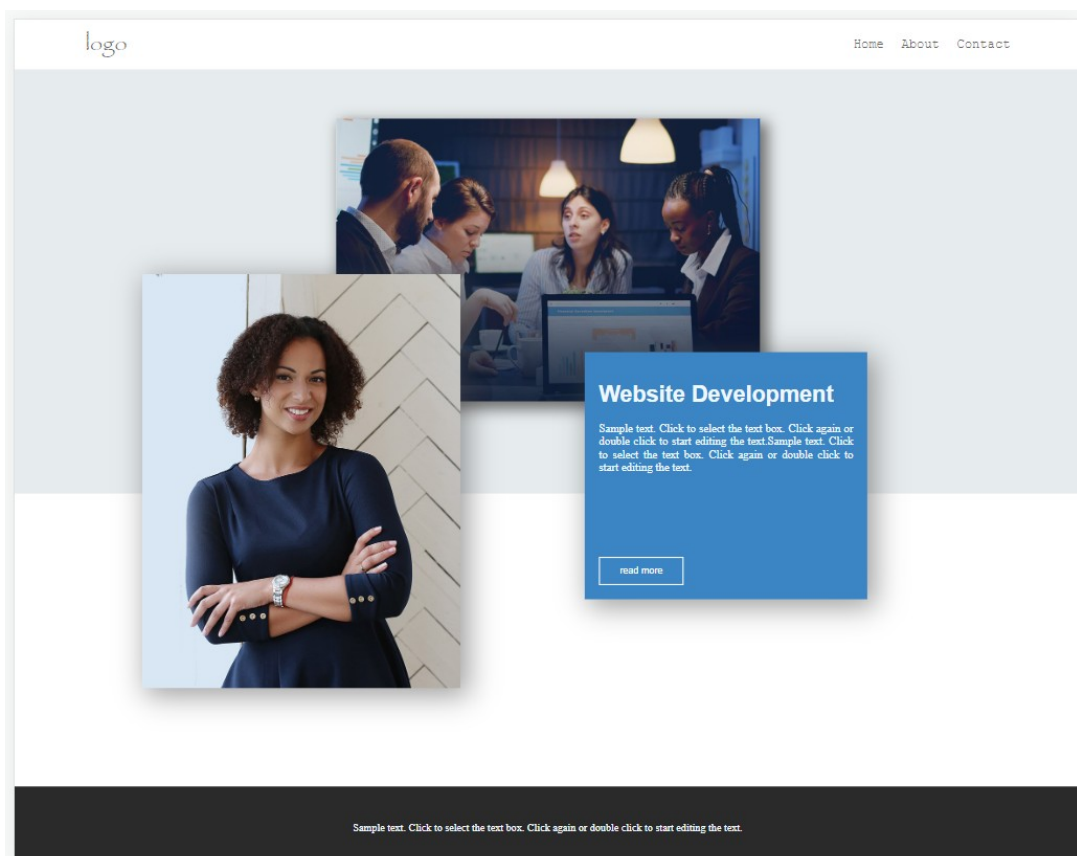 logo
Home About Contact
Website Development
Sample text. Click to select the text box. Click again or
double click to start editing the text.Sample text. Click
to select the text box. Click again or double click to
start editing the text.
read more
Sample text. Click to select the text box. Click again or double click to start editing the text.